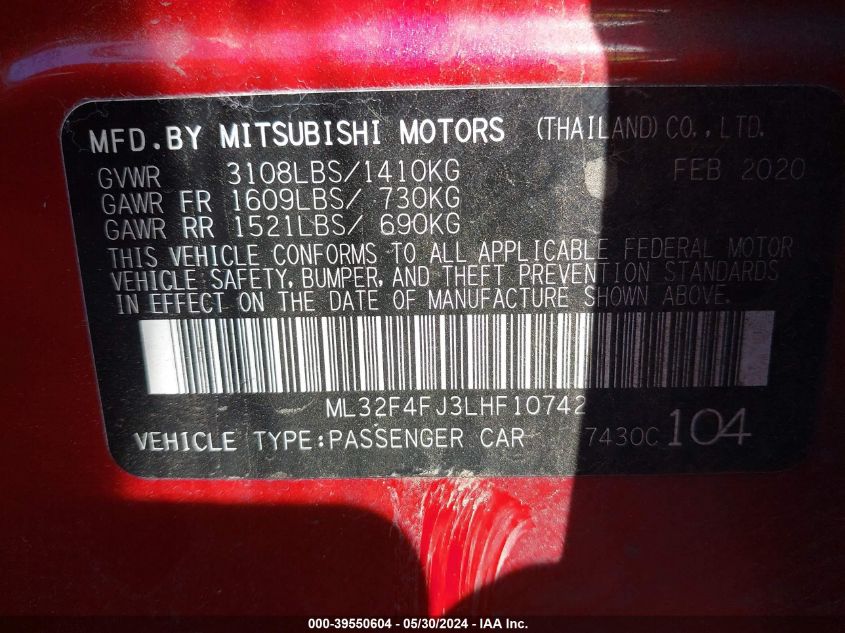 MFD.BY MITSUBISHI MOTORS (THAILAND) CO.,LTD.
GVWR 3108LBS/1410KG FEB 2020
GAWR FR 1609LBS/ 730KG
GAWR RR 1521LBS/ 690KG
THIS VEHICLE CONFORMS TO ALL APPLICABLE FEDERAL MOTOR
VEHICLE SAFETY, BUMPER, AND THEFT PREVENTION STANDARDS
IN EFFECT ON THE DATE OF MANUFACTURE SHOWN ABOVE.
ML32F4FJ3LHF10742
VEHICLE TYPE:PASSENGER CAR 7430C 104
000-39550604 - 05/30/2024 - IAA Inc.